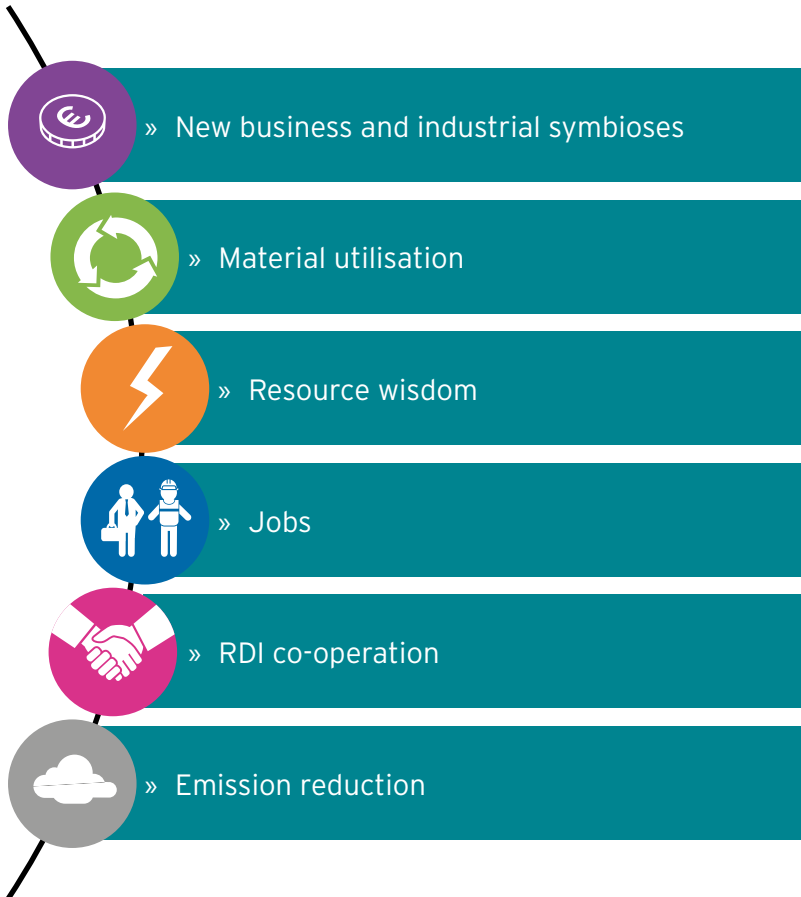 » New business and industrial symbioses
» Material utilisation
» Resource wisdom
» Jobs
» RDI co-operation
» Emission reduction